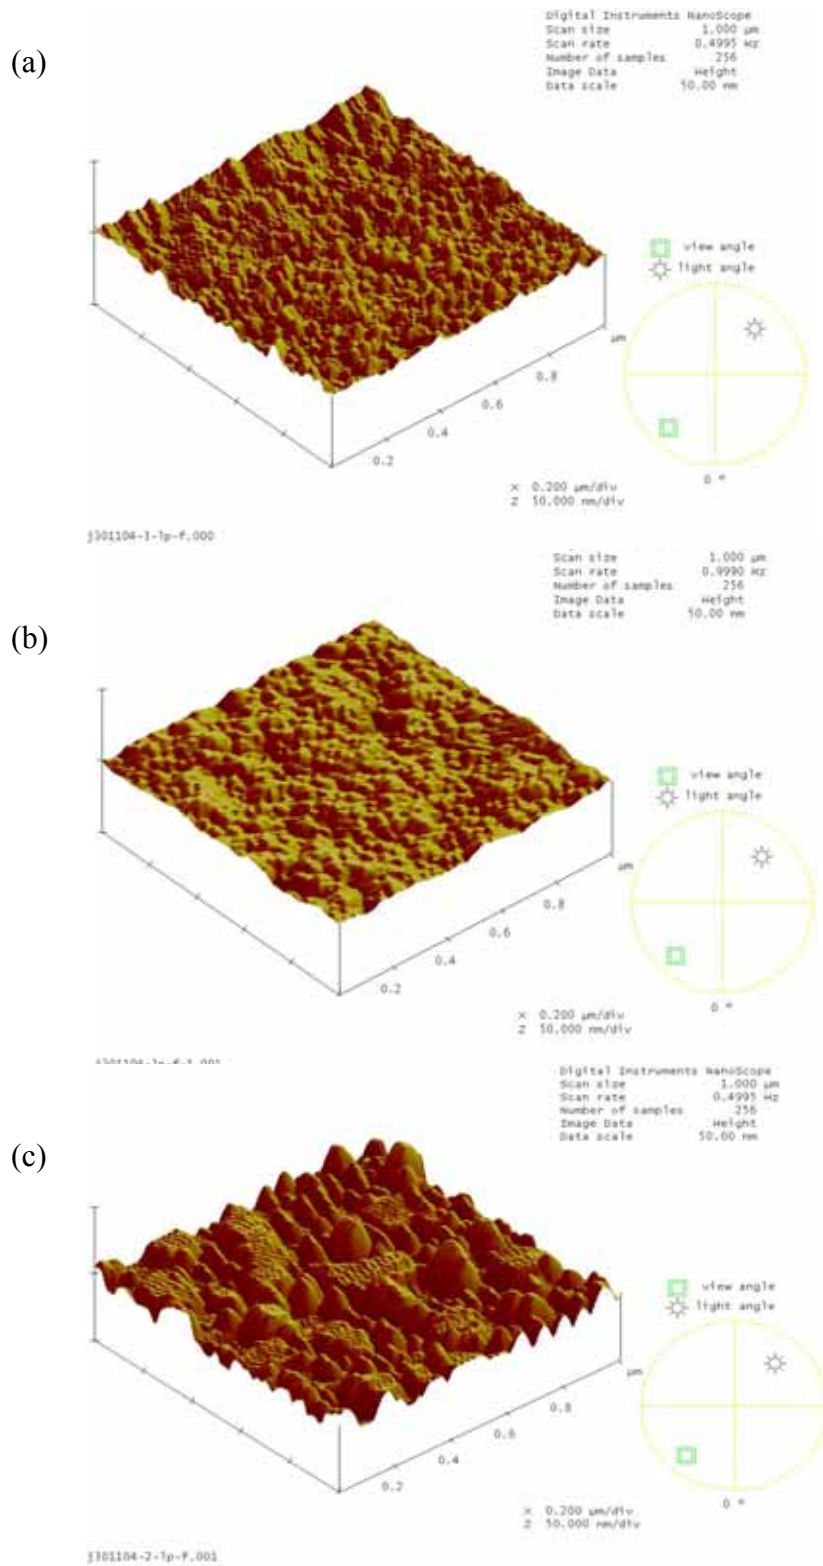 Digital Instruments NanoScope
Scan size 1.000 µm
Scan rate 0.4995 Hz
Number of samples 256
Image Data Height
Data scale 50.00 nm
(a)
view angle
light angle
µm
0.8
0.6
0.4
0.2
0 °
X 0.200 µm/div
Z 50.000 nm/div
j301104-1-lp-f.000
Scan size 1.000 µm
Scan rate 0.9990 Hz
Number of samples 256
Image Data Height
Data scale 50.00 nm
(b)
view angle
light angle
µm
0.8
0.6
0.4
0.2
0 °
X 0.200 µm/div
Z 50.000 nm/div
j301104-lp-f-1.001
Digital Instruments NanoScope
Scan size 1.000 µm
Scan rate 0.4995 Hz
Number of samples 256
Image Data Height
Data scale 50.00 nm
(c)
view angle
light angle
µm
0.8
0.6
0.4
0.2
0 °
X 0.200 µm/div
Z 50.000 nm/div
j301104-2-lp-f.001